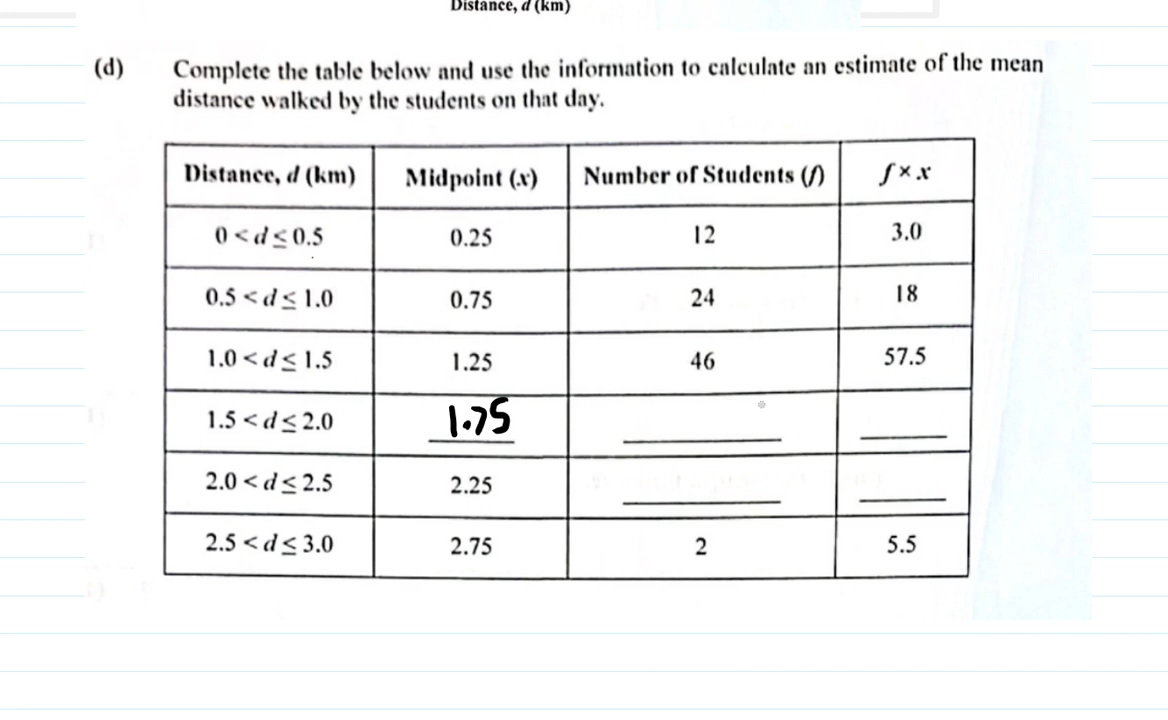 Distance, d (km)
(d) Complete the table below and use the information to calculate an estimate of the mean
distance walked by the students on that day.
Distance, d (km) Midpoint (x) Number of Students (f) f × x
0 < d ≤ 0.5 0.25 12 3.0
0.5 < d ≤ 1.0 0.75 24 18
1.0 < d ≤ 1.5 1.25 46 57.5
1.5 < d ≤ 2.0 1.75
2.0 < d ≤ 2.5 2.25
2.5 < d ≤ 3.0 2.75 2 5.5